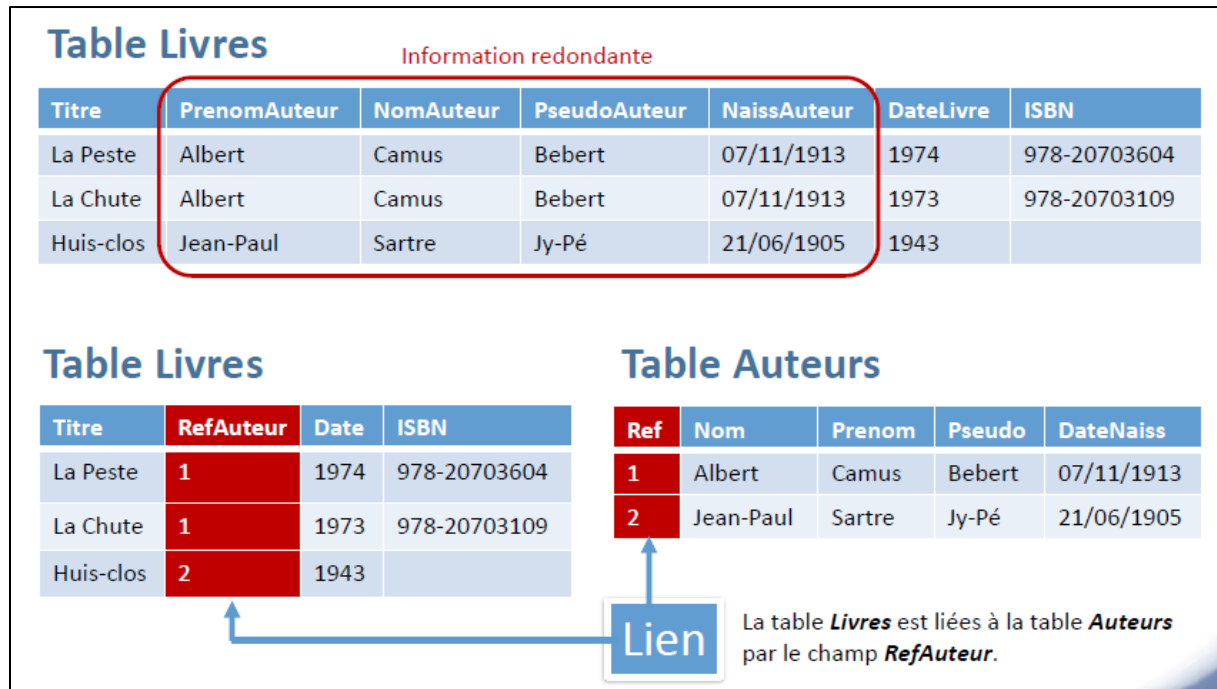 Table Livres
Information redondante
Titre PrenomAuteur NomAuteur PseudoAuteur NaissAuteur DateLivre ISBN
La Peste Albert Camus Bebert 07/11/1913 1974 978-20703604
La Chute Albert Camus Bebert 07/11/1913 1973 978-20703109
Huis-clos Jean-Paul Sartre Jy-Pé 21/06/1905 1943
Table Livres
Titre RefAuteur Date ISBN
La Peste 1 1974 978-20703604
La Chute 1 1973 978-20703109
Huis-clos 2 1943
Table Auteurs
Ref Nom Prenom Pseudo DateNaiss
1 Albert Camus Bebert 07/11/1913
2 Jean-Paul Sartre Jy-Pé 21/06/1905
Lien
La table Livres est liées à la table Auteurs
par le champ RefAuteur.